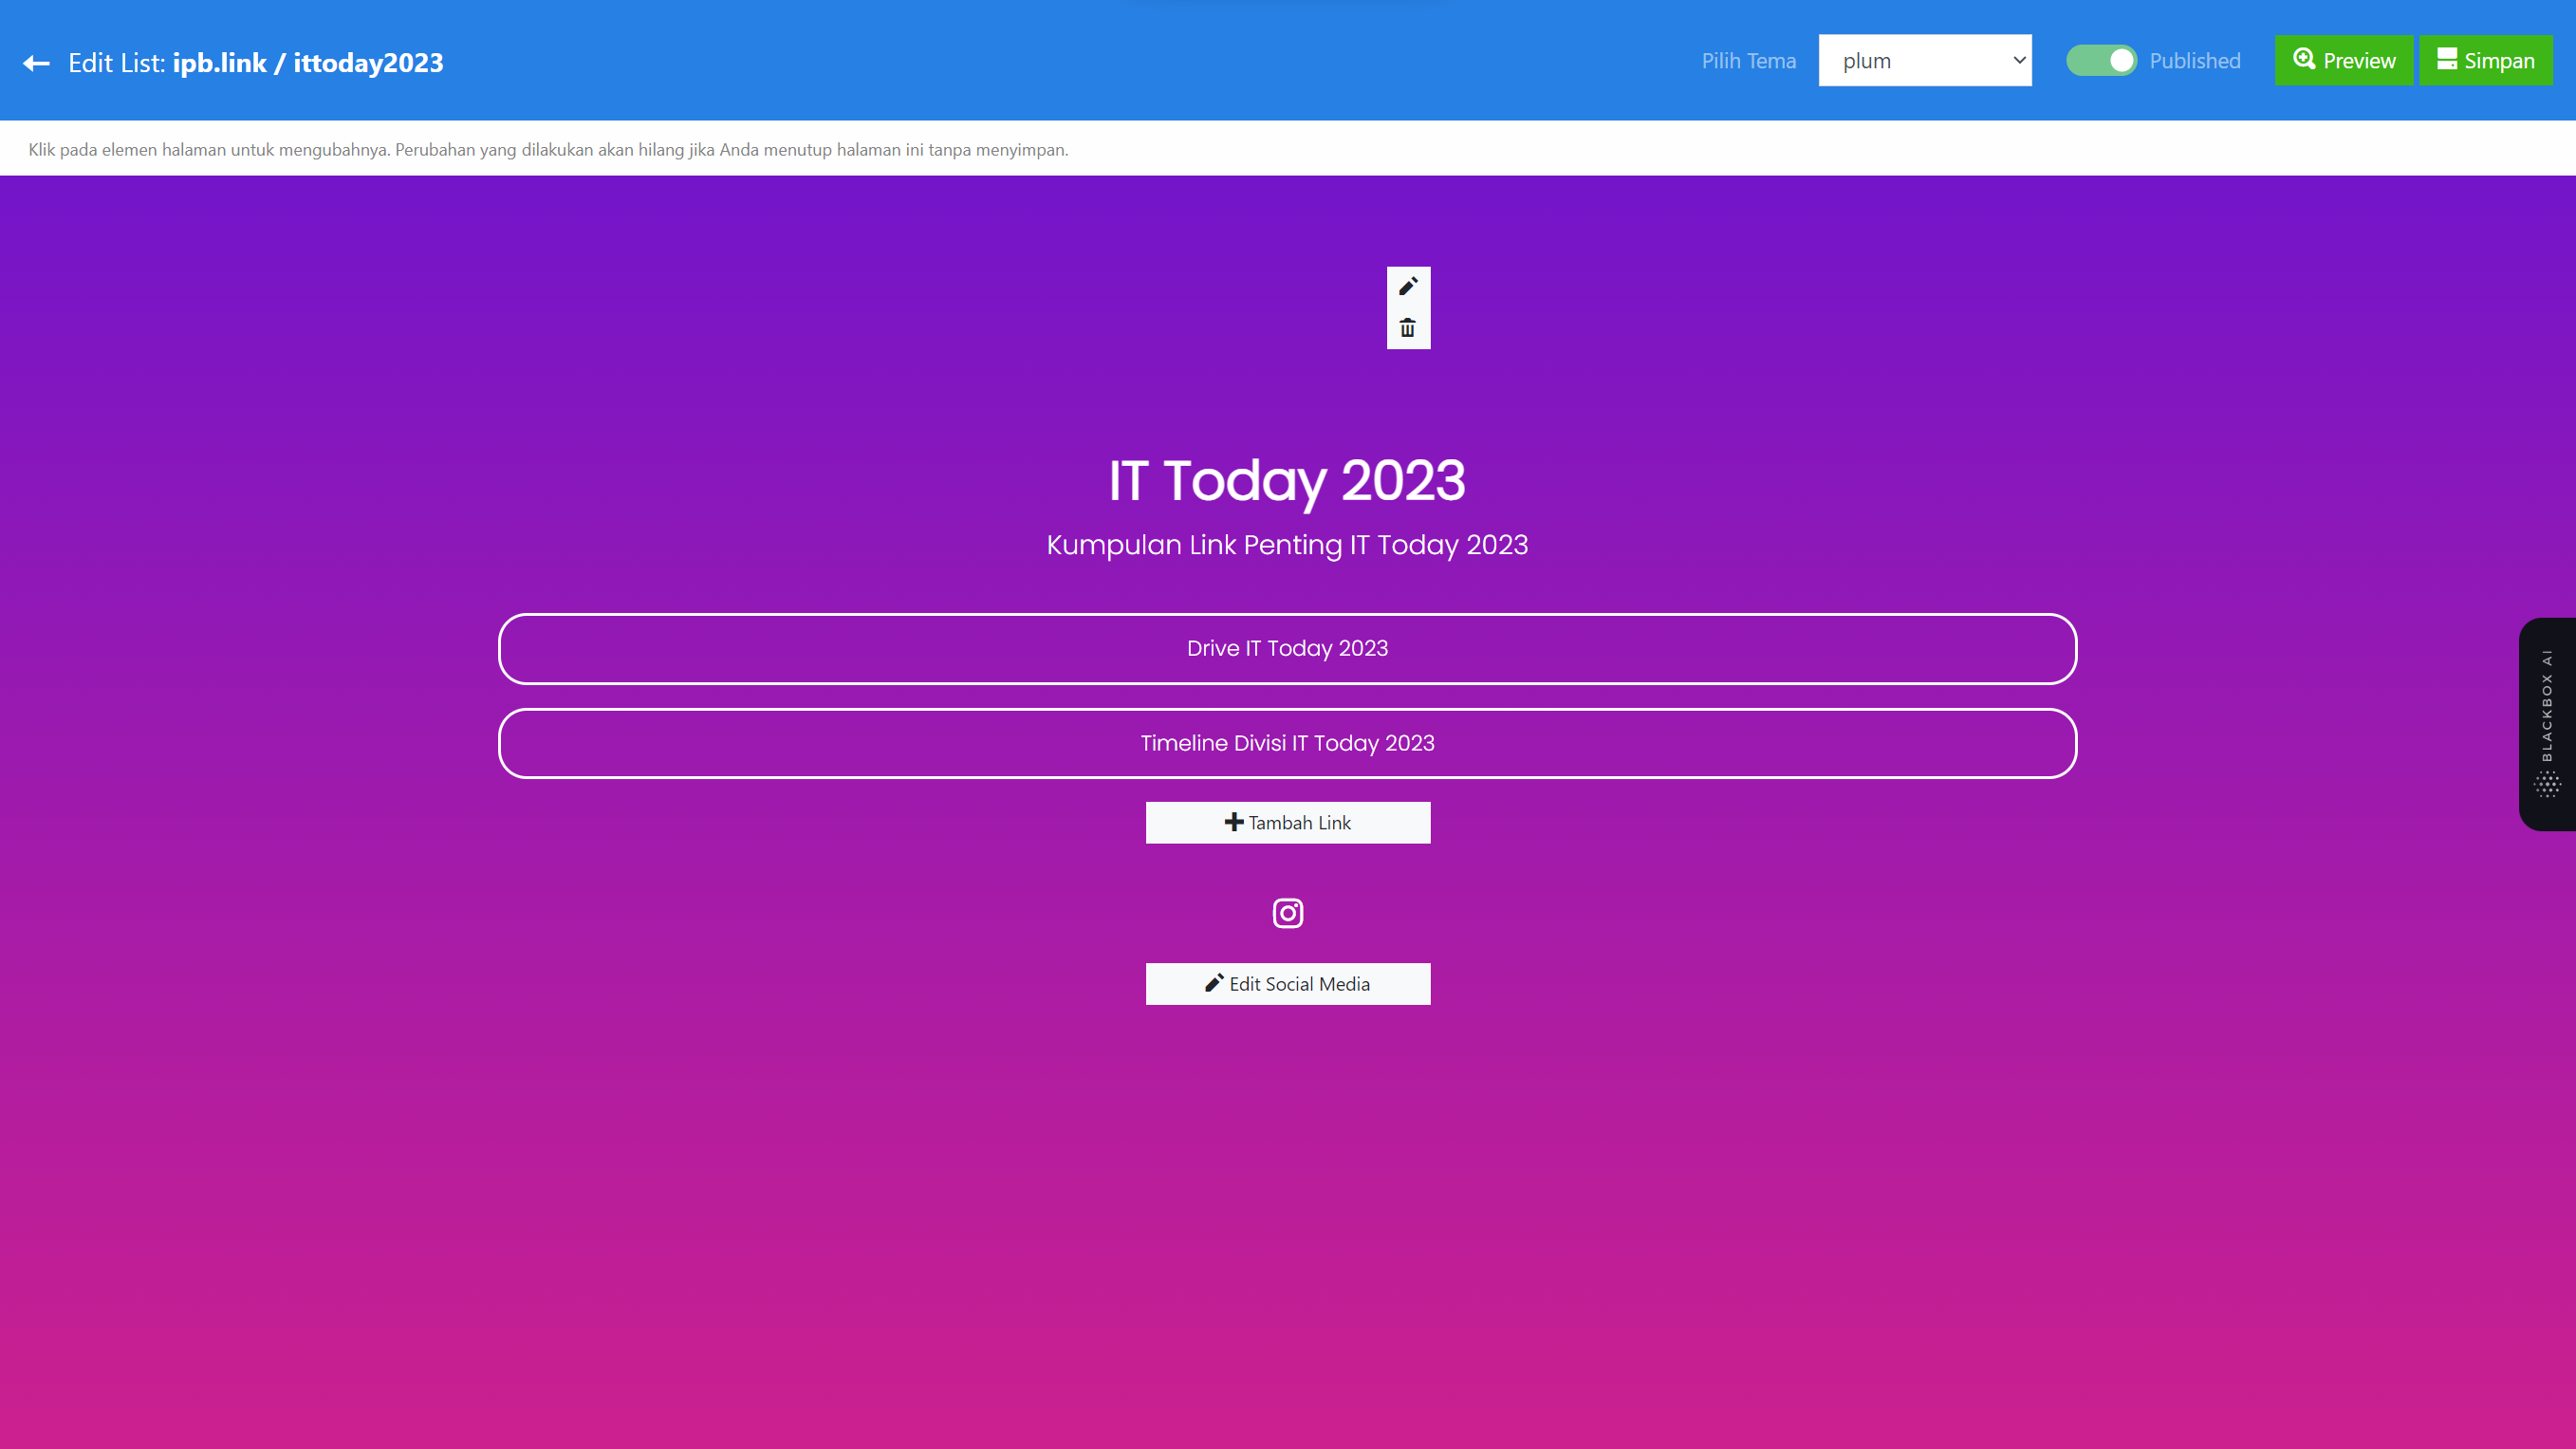 Edit List: ipb.link / ittoday2023
Pilih Tema
plum
Published
Preview
Simpan
Klik pada elemen halaman untuk mengubahnya. Perubahan yang dilakukan akan hilang jika Anda menutup halaman ini tanpa menyimpan.
IT Today 2023
Kumpulan Link Penting IT Today 2023
Drive IT Today 2023
Timeline Divisi IT Today 2023
Tambah Link
Edit Social Media
BLACKBOX AI